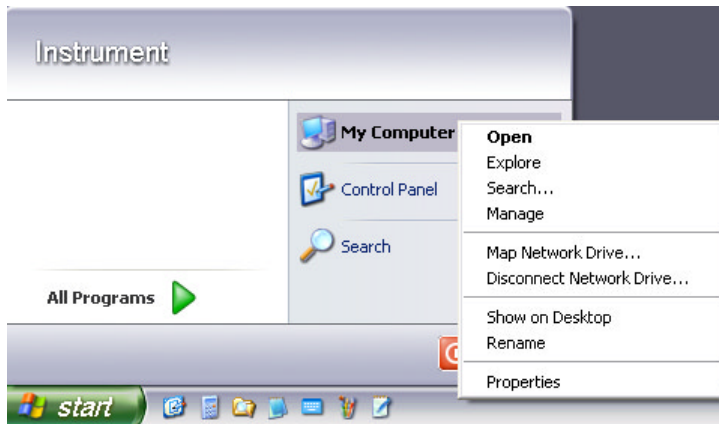 Instrument
My Computer
Control Panel
Search
All Programs
Open
Explore
Search...
Manage
Map Network Drive...
Disconnect Network Drive...
Show on Desktop
Rename
Properties
start